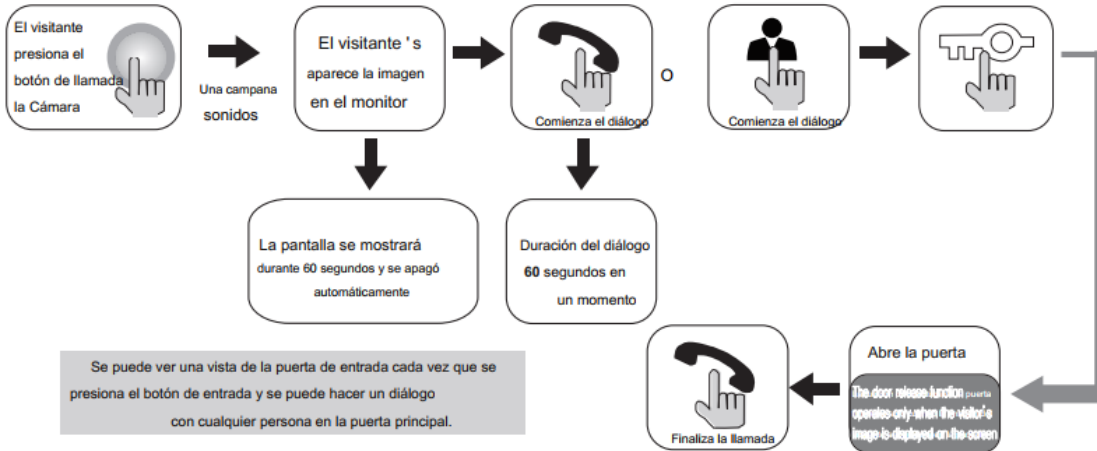 El visitante
presiona el
botón de llamada
la Cámara
Una campana
sonidos
El visitante ' s
aparece la imagen
en el monitor
Comienza el diálogo
O
Comienza el diálogo
La pantalla se mostrará
durante 60 segundos y se apagó
automáticamente
Duración del diálogo
60 segundos en
un momento
Se puede ver una vista de la puerta de entrada cada vez que se
presiona el botón de entrada y se puede hacer un diálogo
con cualquier persona en la puerta principal.
Finaliza la llamada
Abre la puerta
The door release function puerta
operates only when the visitor's
image is displayed on the screen